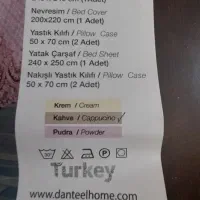 Nevresim / Bed Cover
200x220 cm (1 Adet)
Yastık Kılıfı / Pillow Case
50 x 70 cm (2 Adet)
Yatak Çarşaf / Bed Sheet
240 x 250 cm (1 Adet)
Nakışlı Yastık Kılıfı / Pillow Case
50 x 70 cm (2 Adet)
Krem / Cream
Kahve / Cappucino
Pudra / Powder
Turkey
www.danteelhome.com